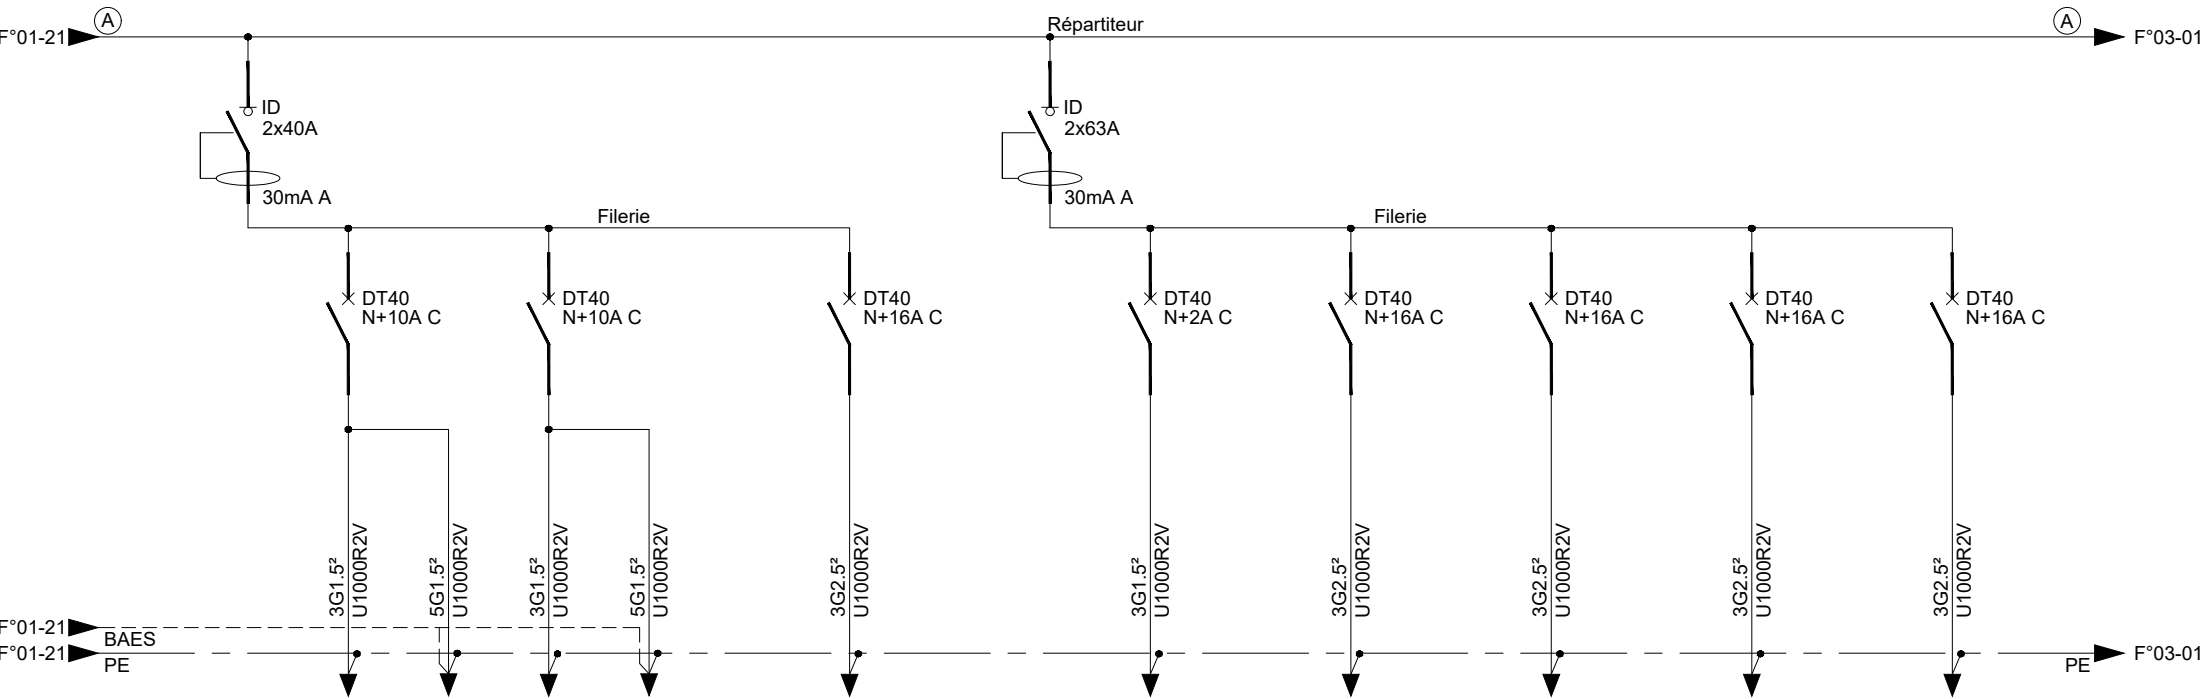 A
Répartiteur
A
F°01-21
F°03-01
ID
2x40A
30mA A
ID
2x63A
30mA A
Filerie
Filerie
DT40
N+10A C
DT40
N+10A C
DT40
N+16A C
DT40
N+2A C
DT40
N+16A C
DT40
N+16A C
DT40
N+16A C
DT40
N+16A C
3G1.5²
U1000R2V
5G1.5²
U1000R2V
3G1.5²
U1000R2V
5G1.5²
U1000R2V
3G2.5²
U1000R2V
3G1.5²
U1000R2V
3G2.5²
U1000R2V
3G2.5²
U1000R2V
3G2.5²
U1000R2V
3G2.5²
U1000R2V
F°01-21
BAES
F°01-21
PE
PE
F°03-01